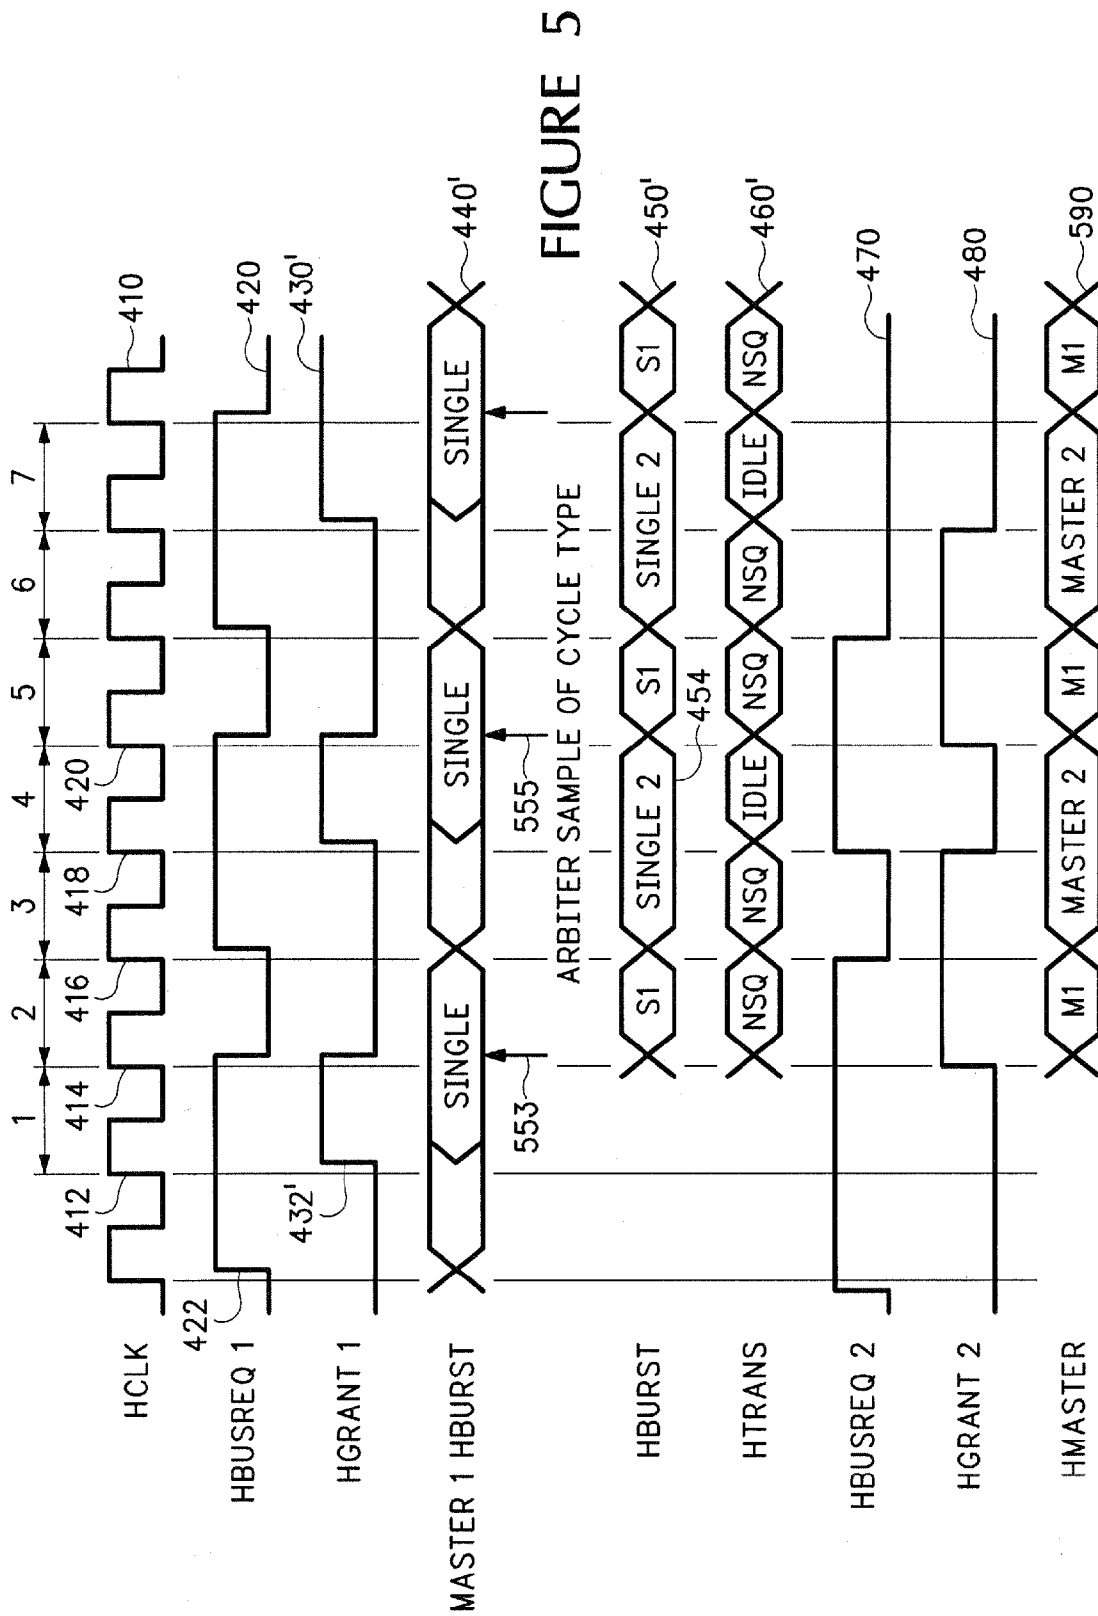 1 2 3 4 5 6 7
HCLK 412 414 416 418 420 410
HBUSREQ 1 422 420
HGRANT 1 432' 430'
MASTER 1 HBURST SINGLE SINGLE SINGLE 440'
553 555
ARBITER SAMPLE OF CYCLE TYPE
FIGURE 5
HBURST S1 SINGLE 2 S1 SINGLE 2 S1 450'
454
HTRANS NSQ NSQ IDLE NSQ NSQ IDLE NSQ 460'
HBUSREQ 2 470
HGRANT 2 480
HMASTER M1 MASTER 2 M1 MASTER 2 M1 590